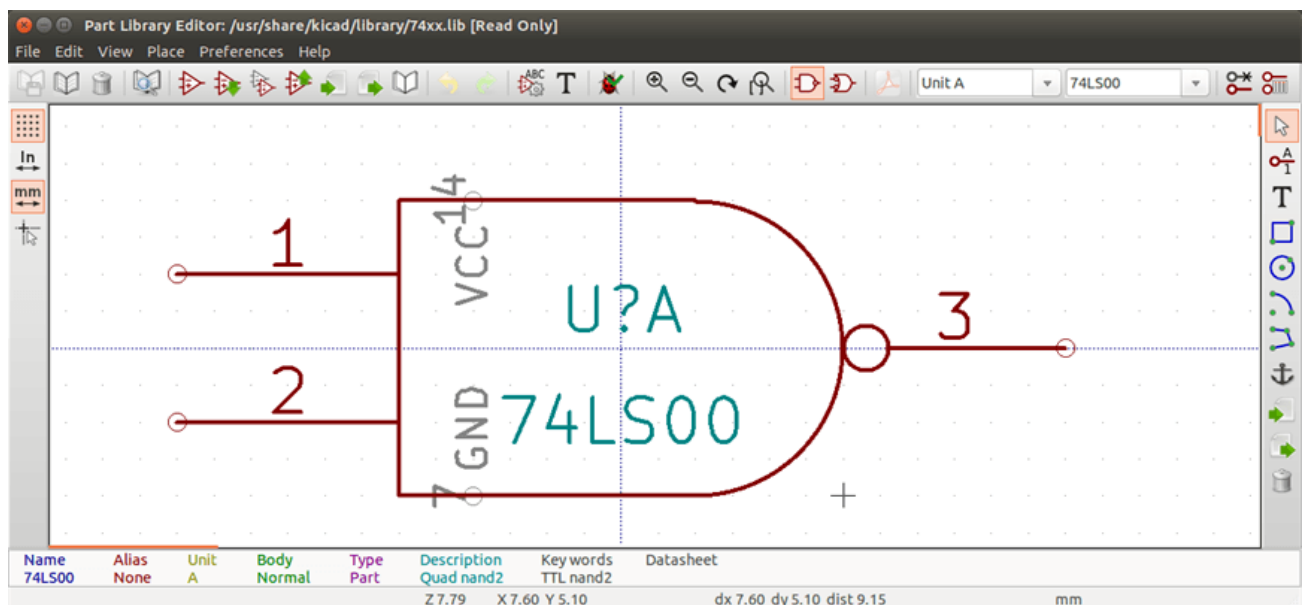 Part Library Editor: /usr/share/kicad/library/74xx.lib [Read Only]
File Edit View Place Preferences Help
ABC T Unit A 74LS00
In
mm
A
1
T
14
VCC
1
U?A
3
2
GND
74LS00
7
Name Alias Unit Body Type Description Key words Datasheet
74LS00 None A Normal Part Quad nand2 TTL nand2
Z 7.79 X 7.60 Y 5.10 dx 7.60 dy 5.10 dist 9.15 mm